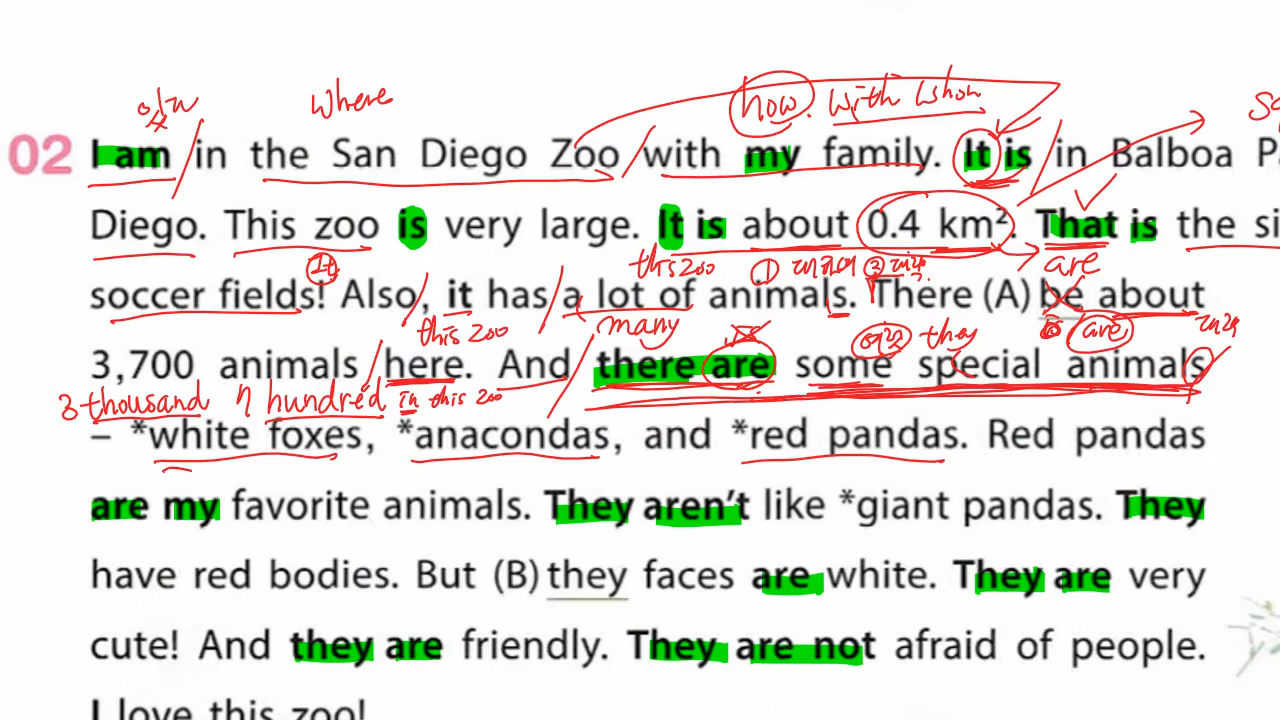 where
how. with whom
02 I am in the San Diego Zoo with my family. It is in Balboa
Diego. This zoo is very large. It is about 0.4 km². That is the
It this zoo ① ② are
soccer fields! Also, it has a lot of animals. There (A) be about
this zoo many they are
3,700 animals here. And there are some special animals
3 thousand 7 hundred in this zoo
– *white foxes, *anacondas, and *red pandas. Red pandas
are my favorite animals. They aren't like *giant pandas. They
have red bodies. But (B) they faces are white. They are very
cute! And they are friendly. They are not afraid of people.
I love this zoo!